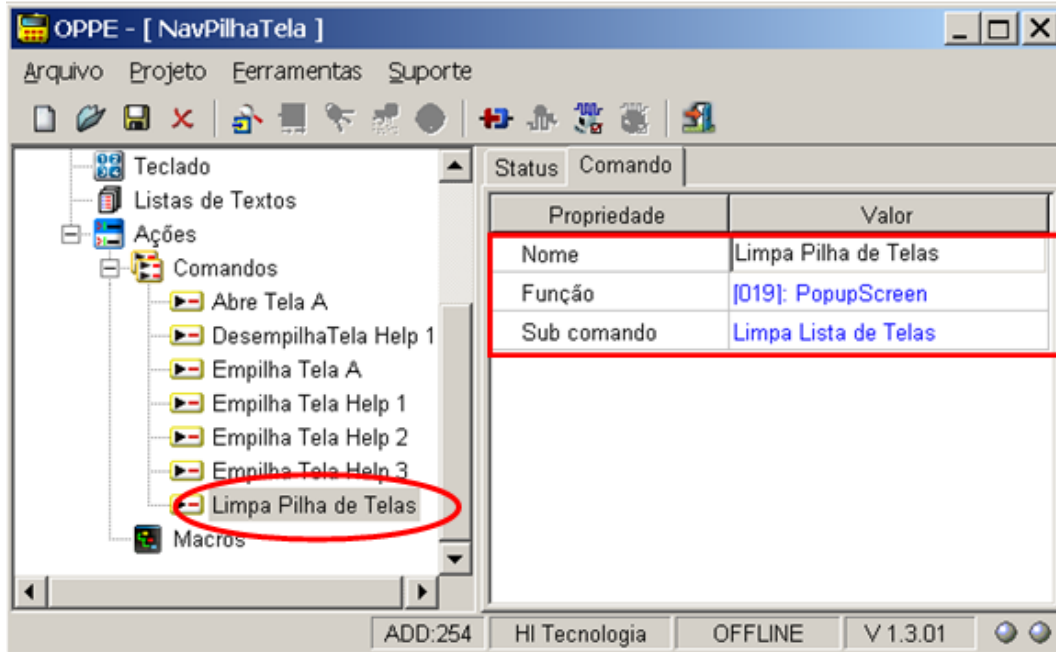 OPPE - [ NavPilhaTela ]
Arquivo Projeto Ferramentas Suporte
Teclado
Listas de Textos
Ações
Comandos
Abre Tela A
DesempilhaTela Help 1
Empilha Tela A
Empilha Tela Help 1
Empilha Tela Help 2
Empilha Tela Help 3
Limpa Pilha de Telas
Macros
Status Comando
Propriedade Valor
Nome Limpa Pilha de Telas
Função [019]: PopupScreen
Sub comando Limpa Lista de Telas
ADD:254 HI Tecnologia OFFLINE V 1.3.01